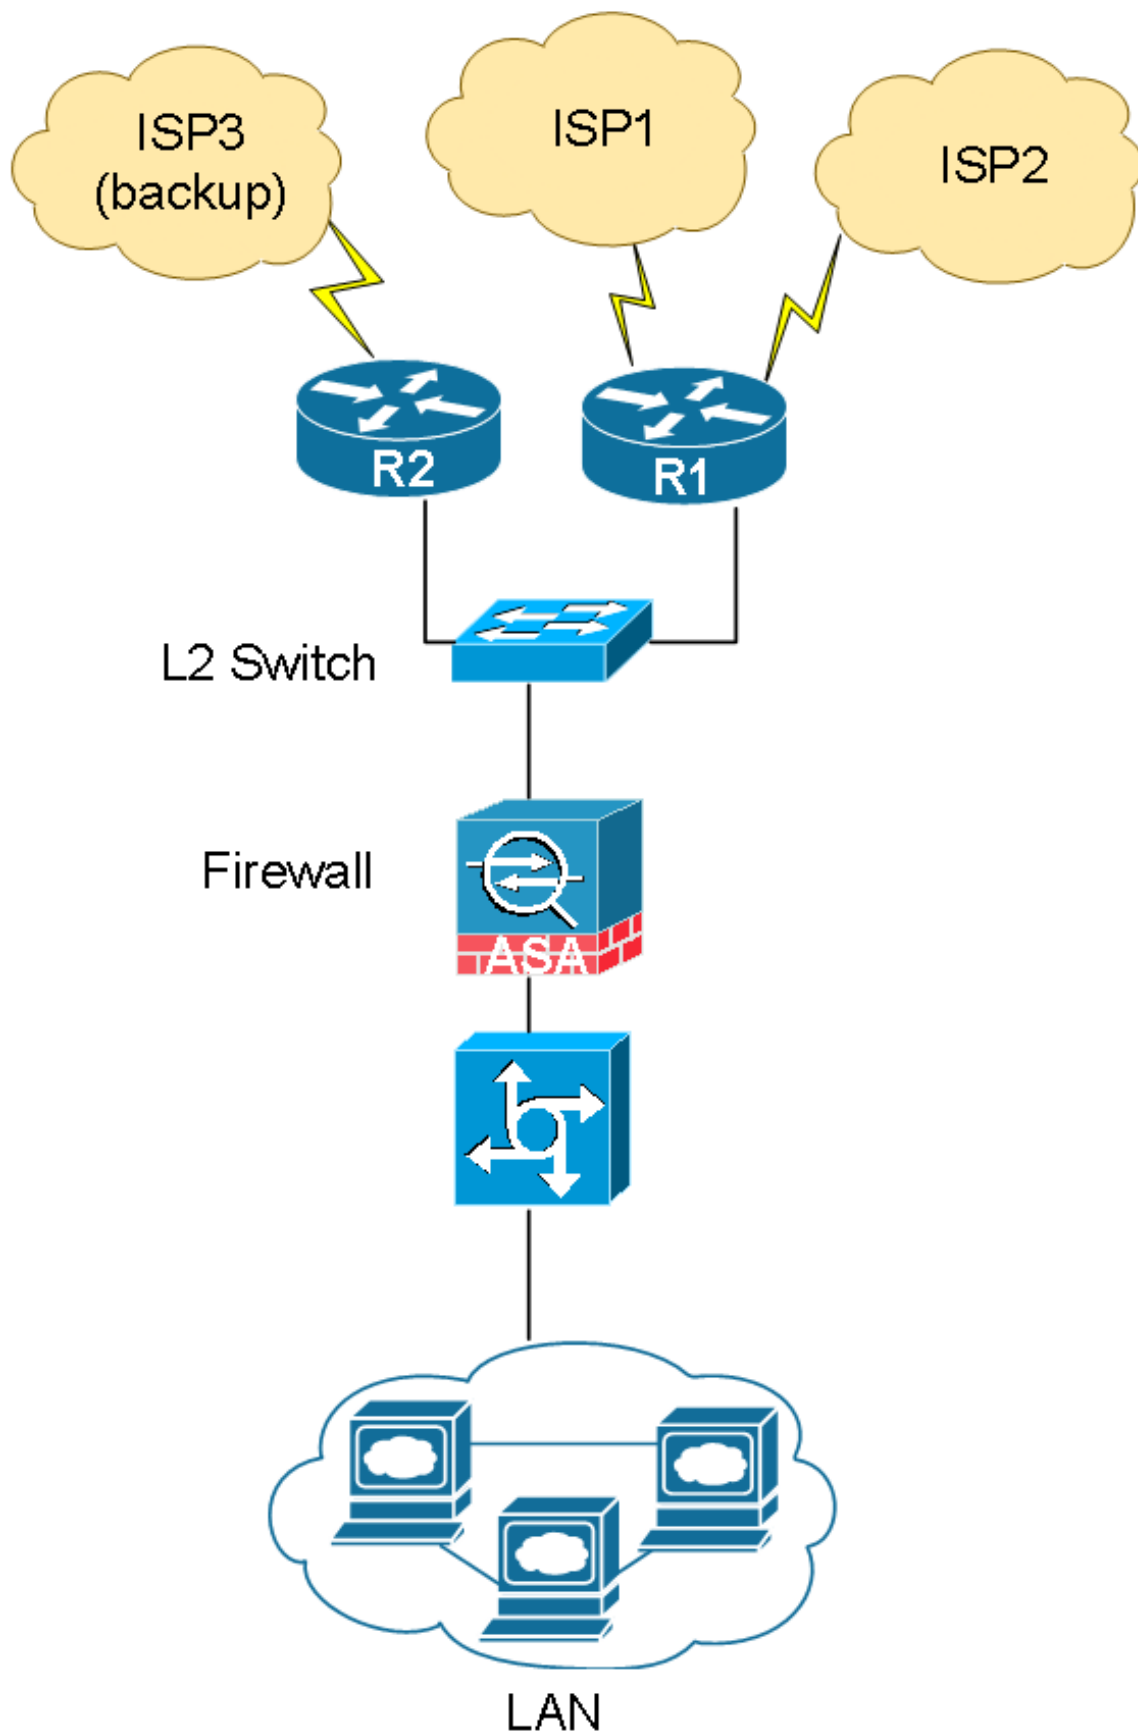 ISP3
(backup)
ISP1
ISP2
R2
R1
L2 Switch
Firewall
ASA
LAN